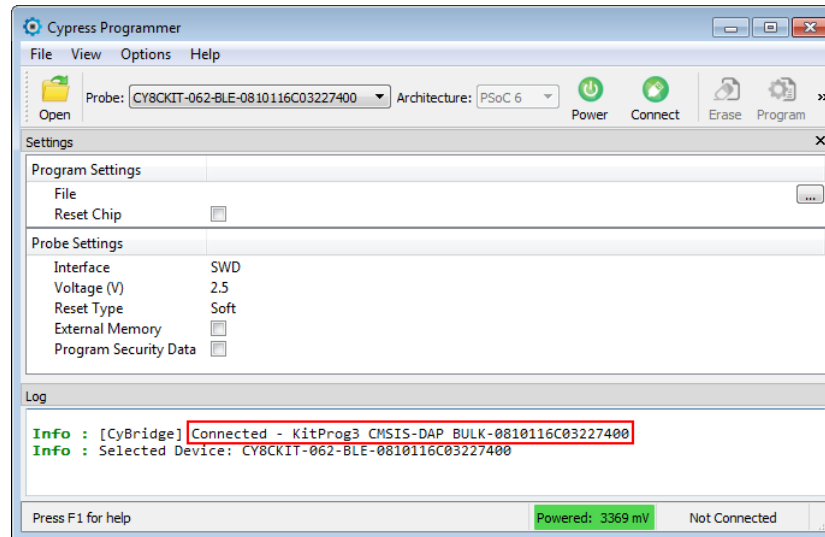 Cypress Programmer
File View Options Help
Open Probe: CY8CKIT-062-BLE-0810116C03227400 Architecture: PSoC 6 Power Connect Erase Program »
Settings
Program Settings
File ...
Reset Chip
Probe Settings
Interface SWD
Voltage (V) 2.5
Reset Type Soft
External Memory
Program Security Data
Log
Info : [CyBridge] Connected - KitProg3 CMSIS-DAP BULK-0810116C03227400
Info : Selected Device: CY8CKIT-062-BLE-0810116C03227400
Press F1 for help Powered: 3369 mV Not Connected